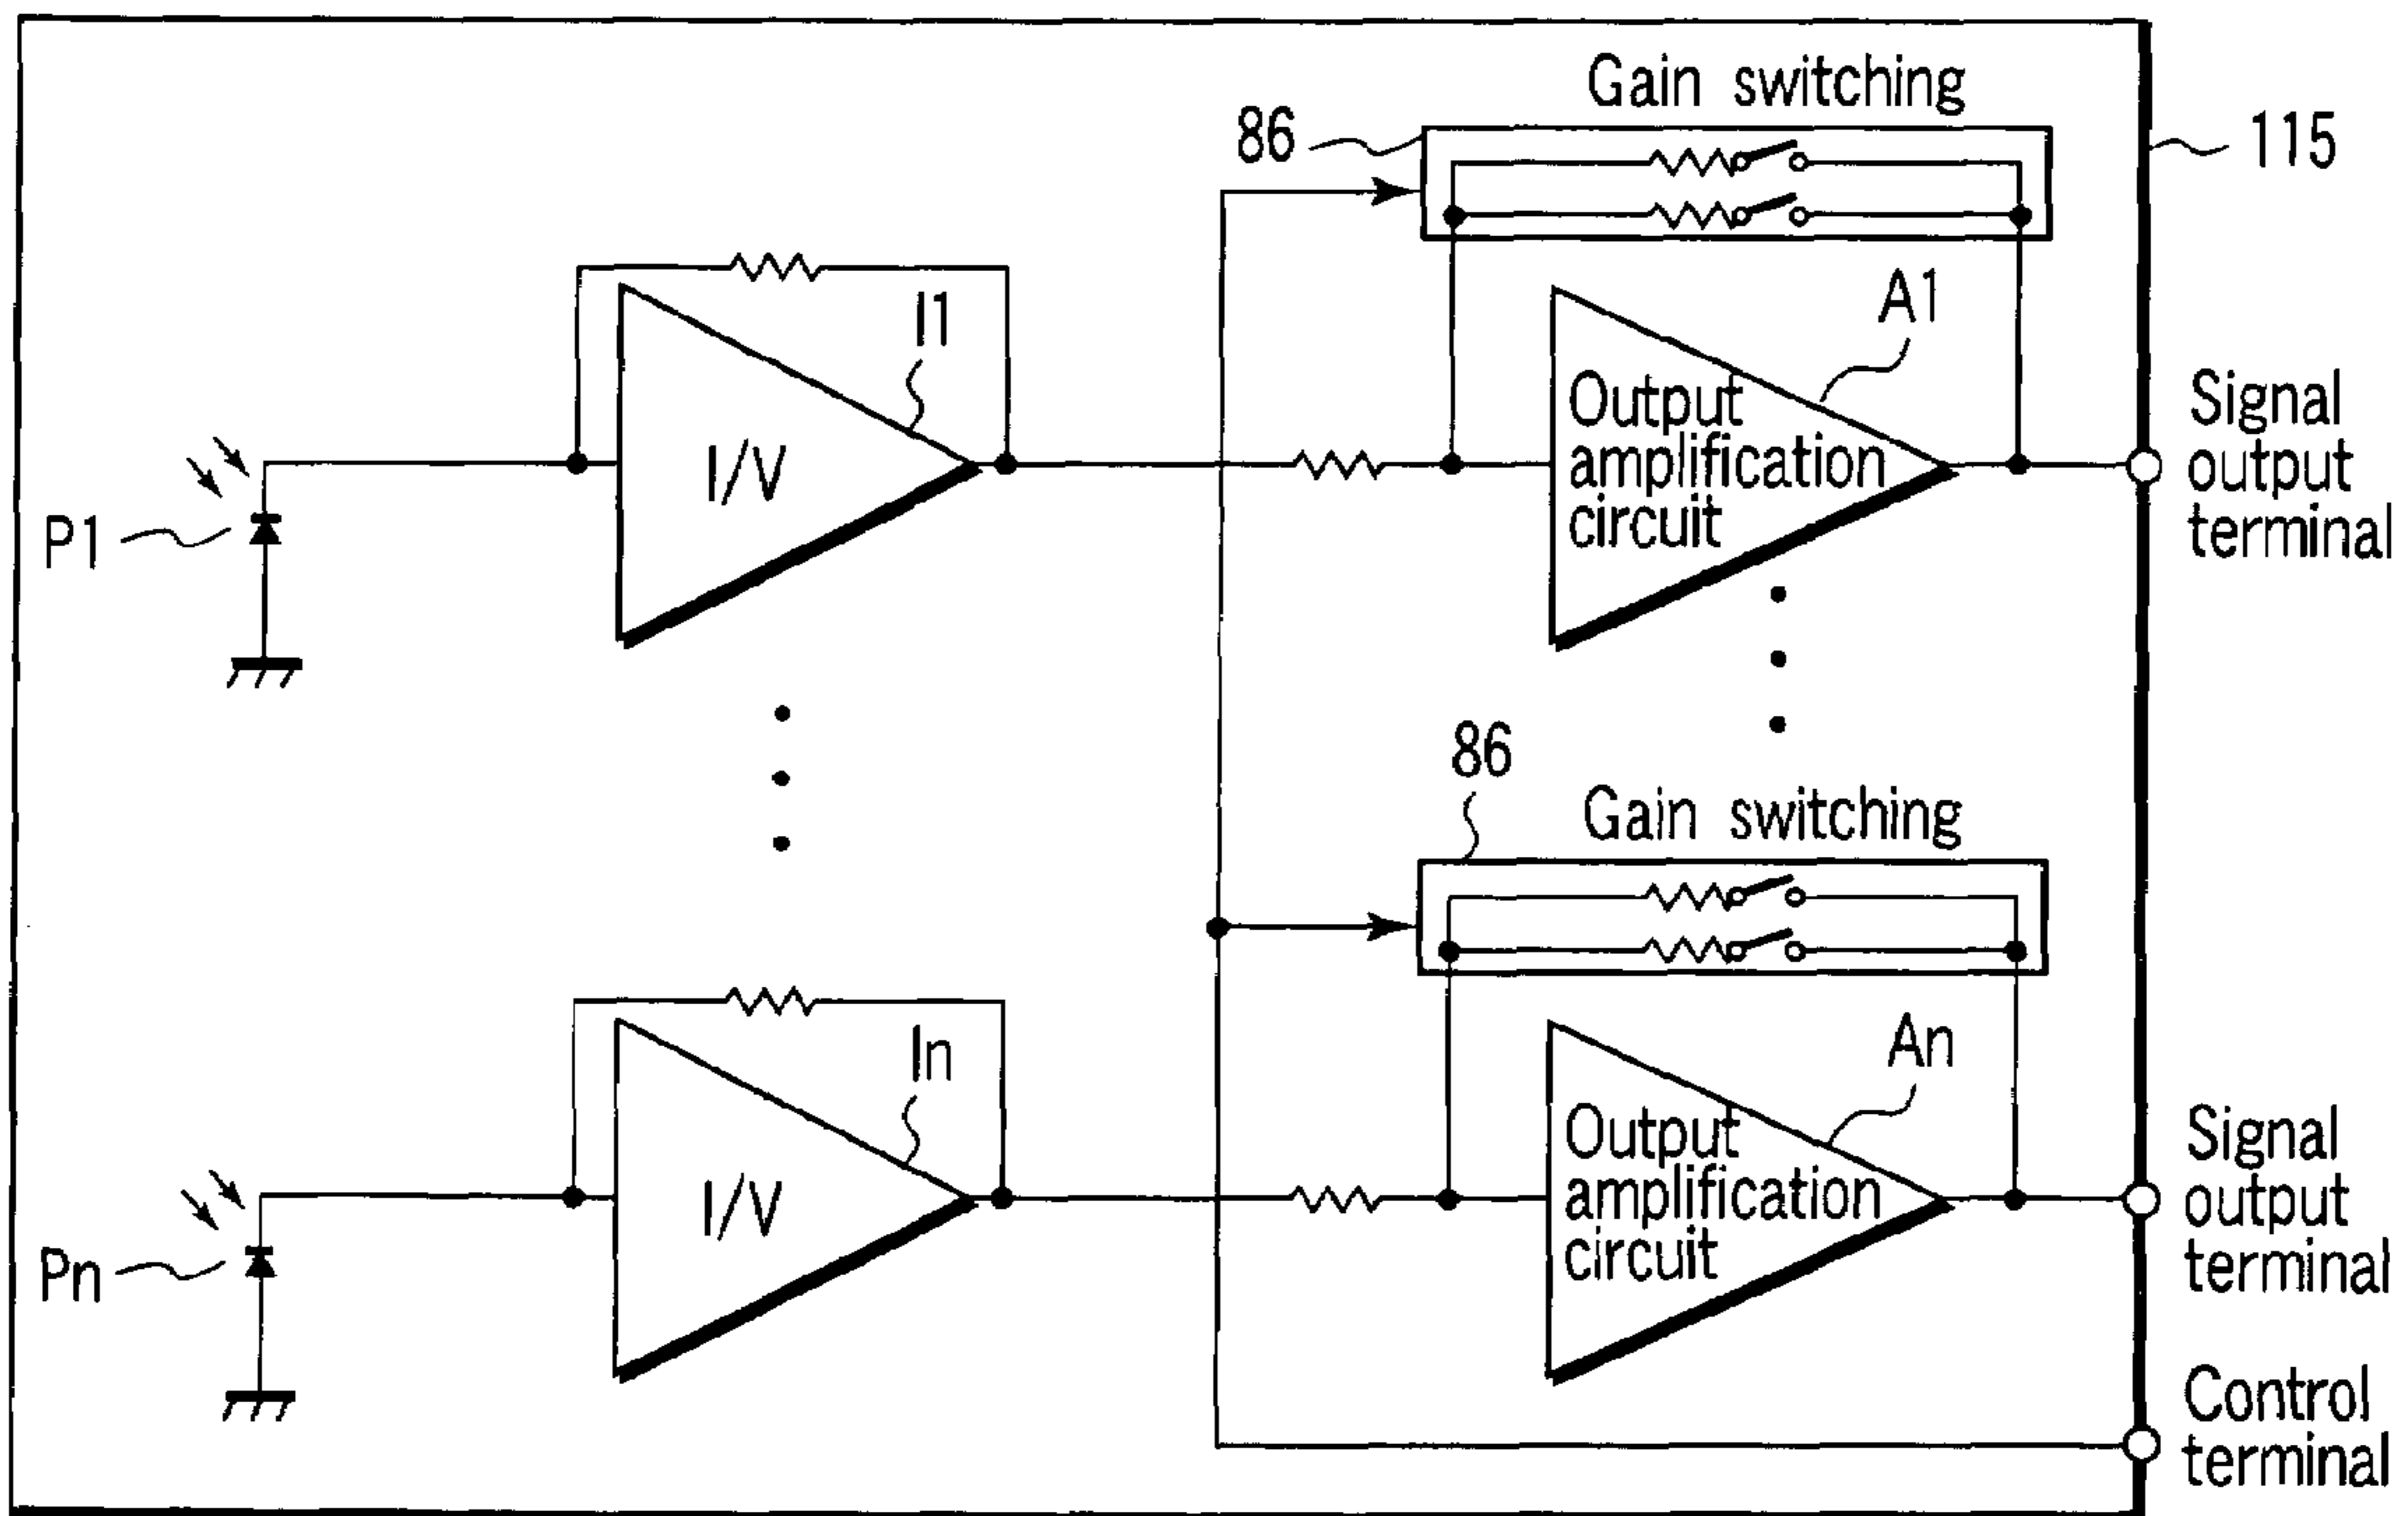 Gain switching
86
115
I1
A1
I/V
Output
amplification
circuit
Signal
output
terminal
P1
86
Gain switching
In
An
I/V
Output
amplification
circuit
Signal
output
terminal
Pn
Control
terminal